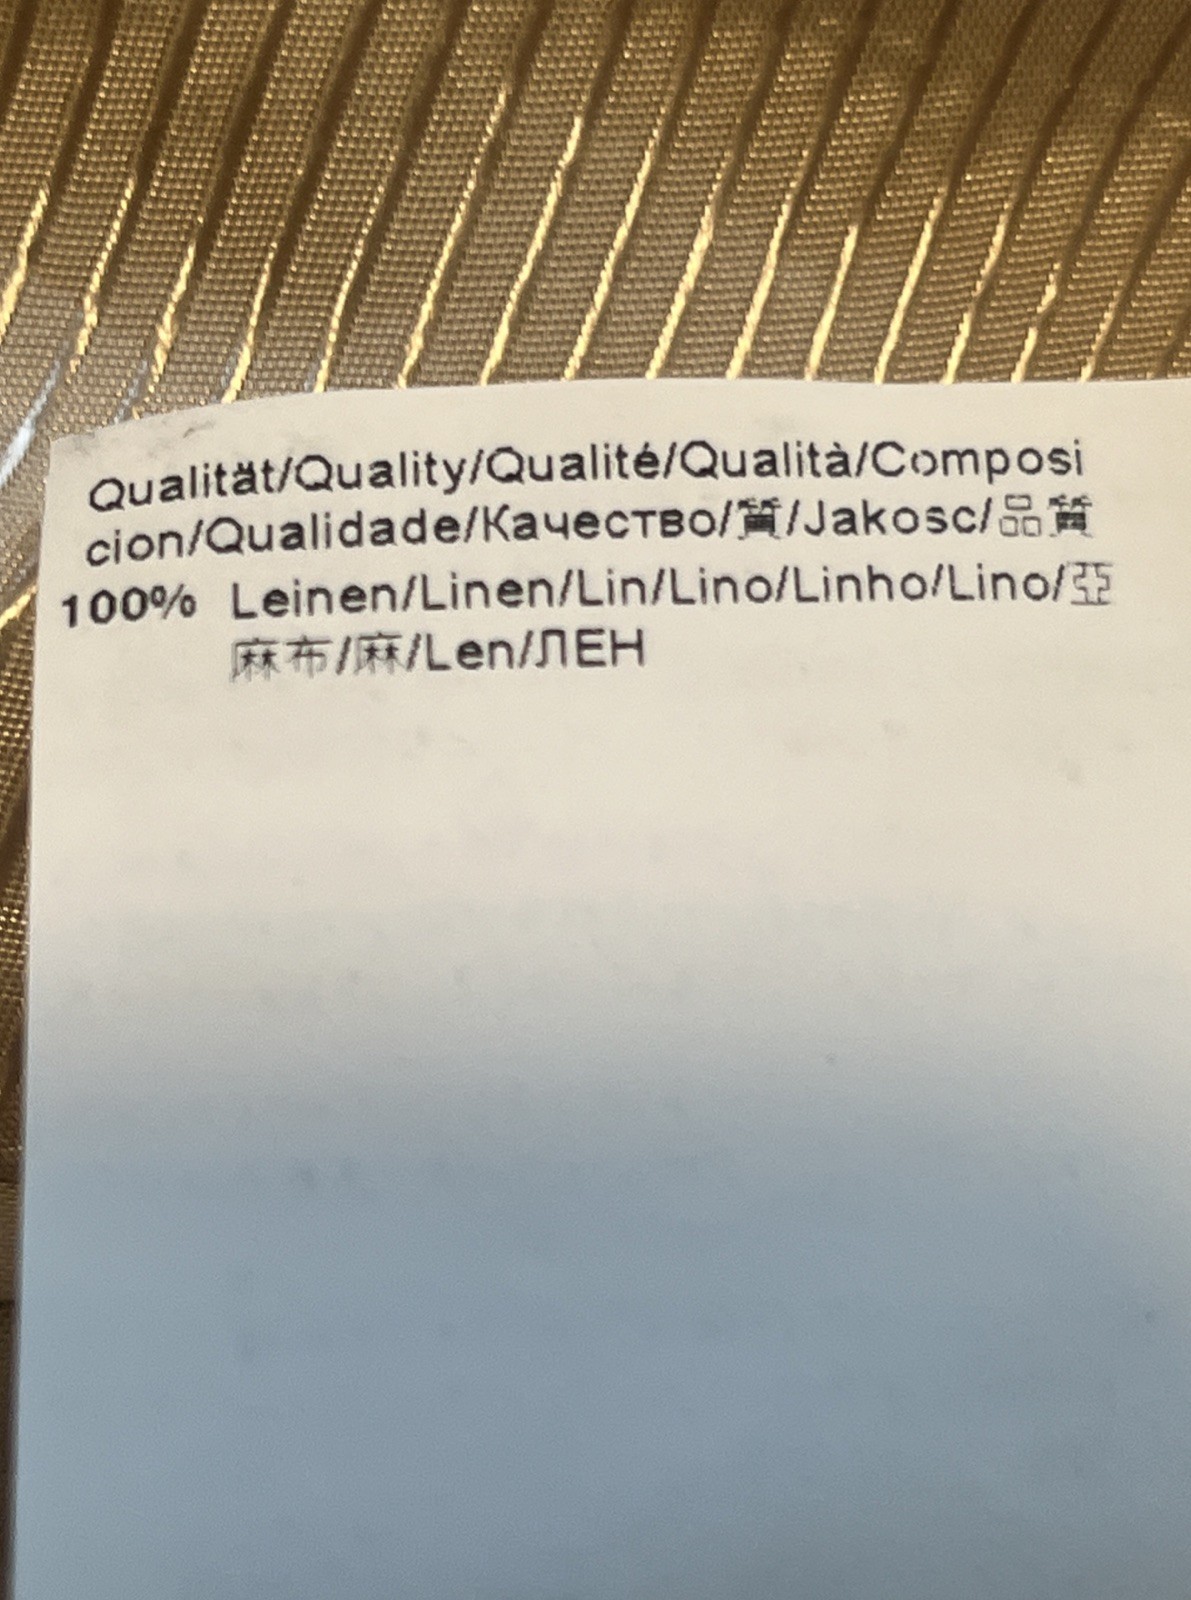 Qualität/Quality/Qualité/Qualità/Composi
cion/Qualidade/Качество/質/Jakosc/品質
100% Leinen/Linen/Lin/Lino/Linho/Lino/亞
麻布/麻/Len/ЛЕН